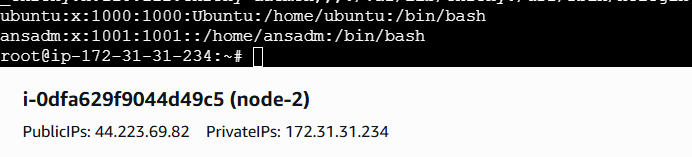 ubuntu:x:1000:1000:Ubuntu:/home/ubuntu:/bin/bash
ansadm:x:1001:1001::/home/ansadm:/bin/bash
root@ip-172-31-31-234:~#
i-0dfa629f9044d49c5 (node-2)
PublicIPs: 44.223.69.82 PrivateIPs: 172.31.31.234